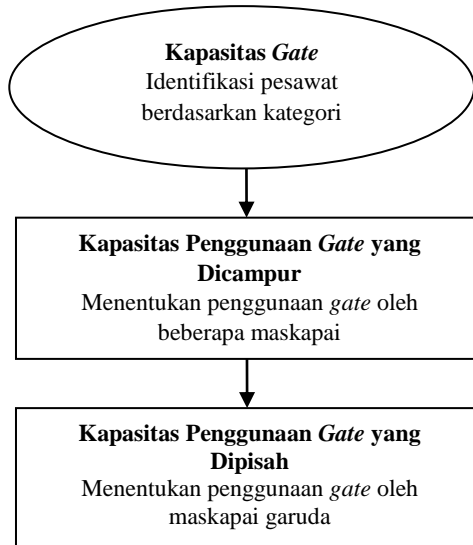 Kapasitas Gate
Identifikasi pesawat
berdasarkan kategori
Kapasitas Penggunaan Gate yang
Dicampur
Menentukan penggunaan gate oleh
beberapa maskapai
Kapasitas Penggunaan Gate yang
Dipisah
Menentukan penggunaan gate oleh
maskapai garuda